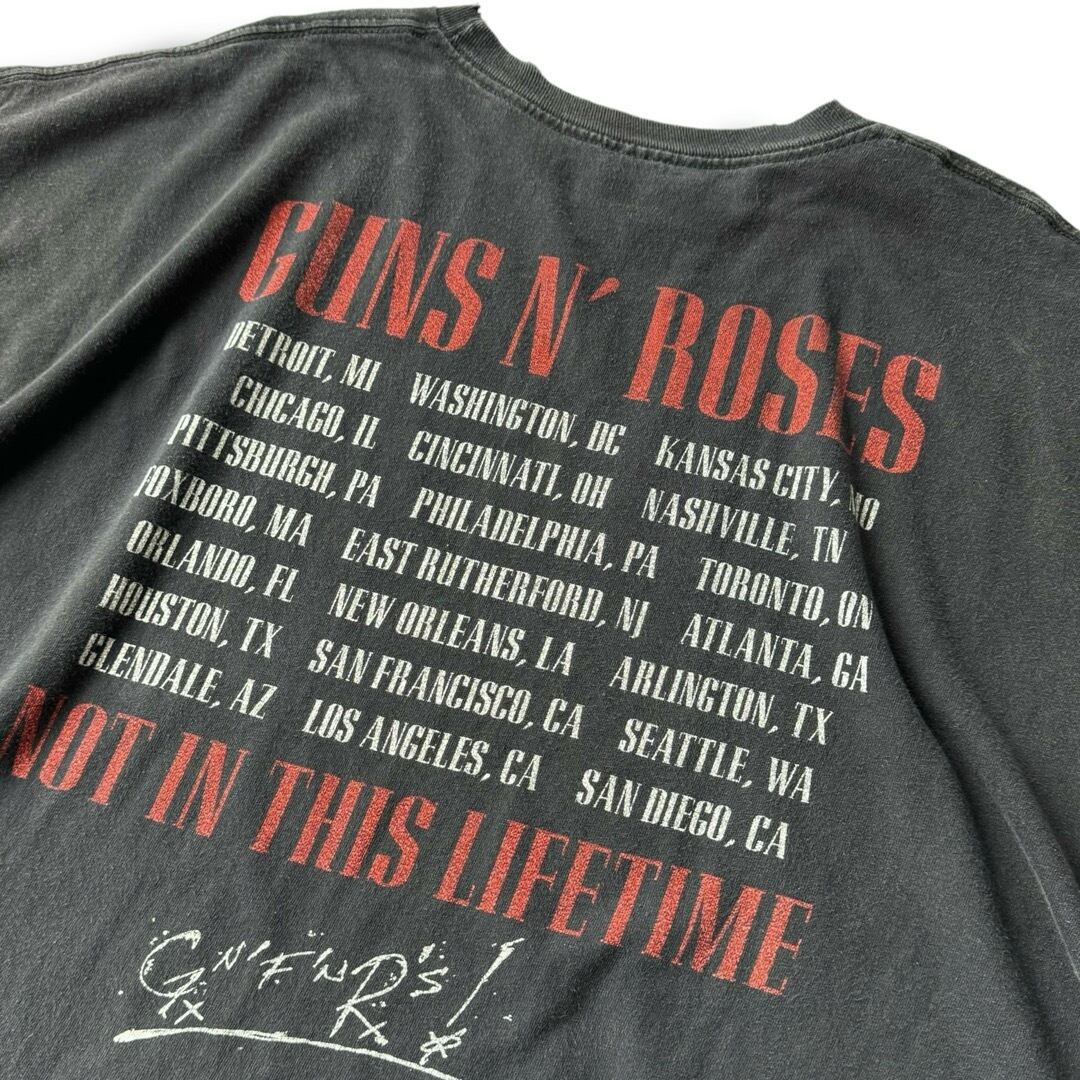 GUNS N' ROSES
DETROIT, MI WASHINGTON, DC KANSAS CITY, MO
CHICAGO, IL CINCINNATI, OH NASHVILLE, TN
PITTSBURGH, PA PHILADELPHIA, PA TORONTO, ON
FOXBORO, MA EAST RUTHERFORD, NJ ATLANTA, GA
ORLANDO, FL NEW ORLEANS, LA ARLINGTON, TX
HOUSTON, TX SAN FRANCISCO, CA SEATTLE, WA
GLENDALE, AZ LOS ANGELES, CA SAN DIEGO, CA
NOT IN THIS LIFETIME
G'N'F'N'R's!